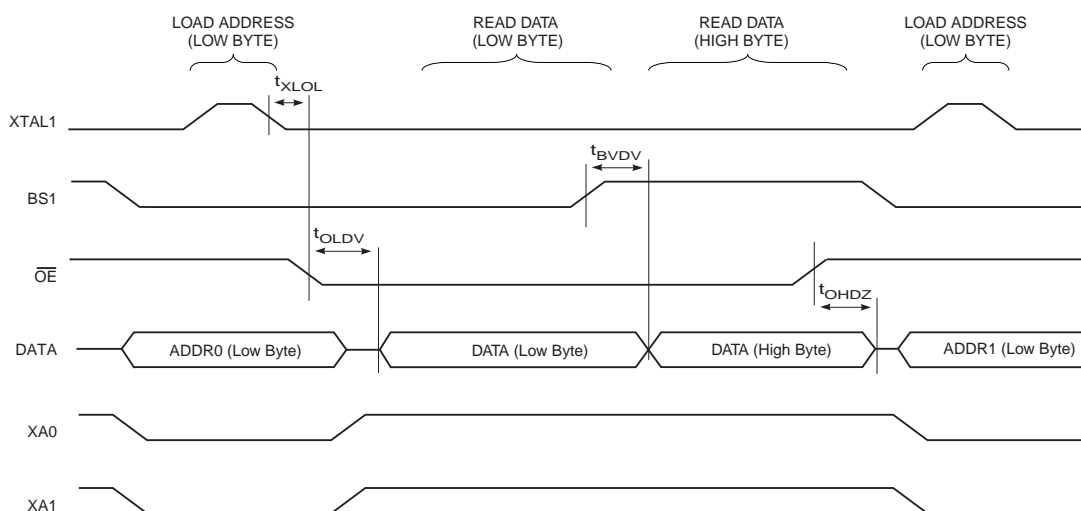 LOAD ADDRESS
(LOW BYTE)
READ DATA
(LOW BYTE)
READ DATA
(HIGH BYTE)
LOAD ADDRESS
(LOW BYTE)
tXLOL
XTAL1
tBVDV
BS1
tOLDV
OE
tOHDZ
DATA
ADDR0 (Low Byte)
DATA (Low Byte)
DATA (High Byte)
ADDR1 (Low Byte)
XA0
XA1